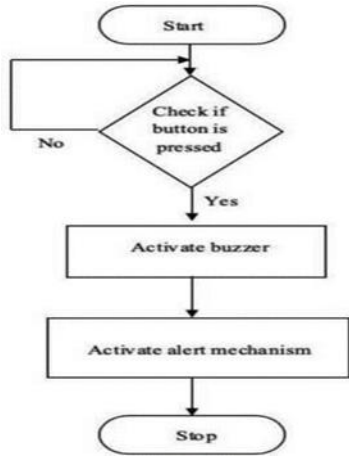 Start
Check if
button is
pressed
No
Yes
Activate buzzer
Activate alert mechanism
Stop